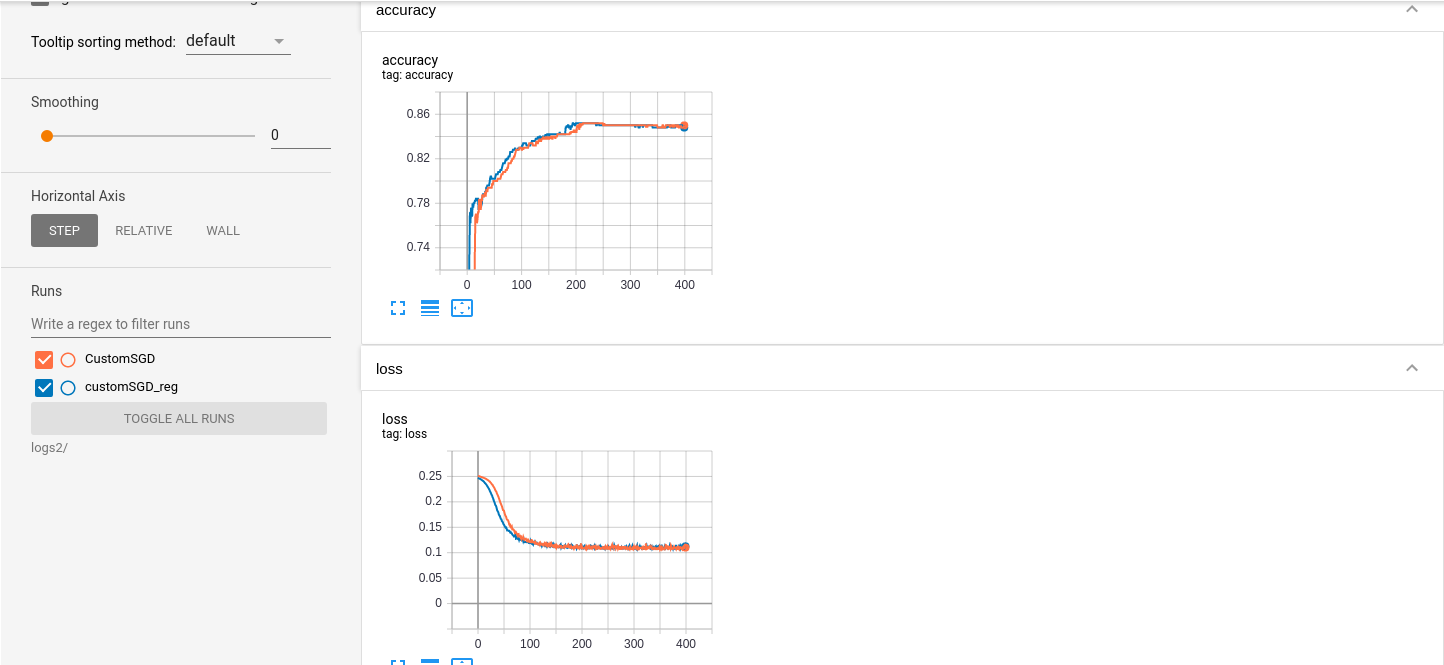 Tooltip sorting method: default
Smoothing
0
Horizontal Axis
STEP RELATIVE WALL
Runs
Write a regex to filter runs
CustomSGD
customSGD_reg
TOGGLE ALL RUNS
logs2/
accuracy
accuracy
tag: accuracy
0.86
0.82
0.78
0.74
0 100 200 300 400
loss
loss
tag: loss
0.25
0.2
0.15
0.1
0.05
0
0 100 200 300 400